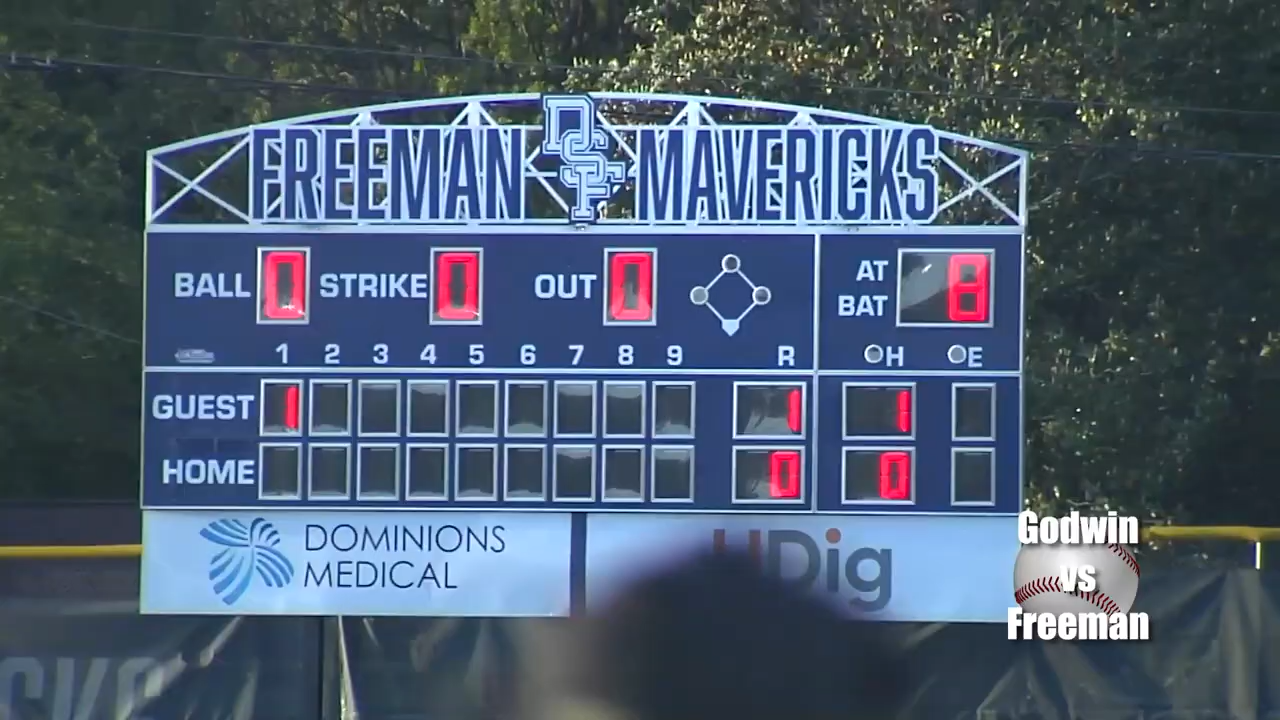 FREEMAN DSF MAVERICKS
BALL 0 STRIKE 0 OUT 0 AT BAT 8
1 2 3 4 5 6 7 8 9 R H E
GUEST 1 1 1
HOME 0 0
DOMINIONS
MEDICAL
UDig
Godwin
vs
Freeman